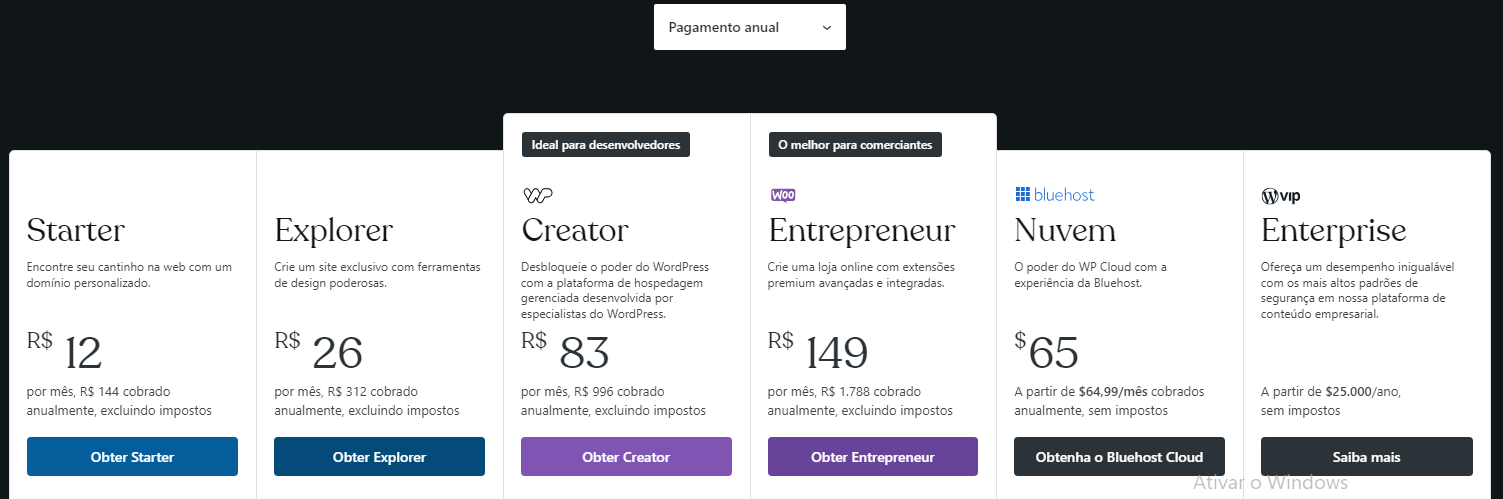 Pagamento anual
Starter
Encontre seu cantinho na web com um
domínio personalizado.
R$ 12
por mês, R$ 144 cobrado
anualmente, excluindo impostos
Obter Starter
Explorer
Crie um site exclusivo com ferramentas
de design poderosas.
R$ 26
por mês, R$ 312 cobrado
anualmente, excluindo impostos
Obter Explorer
Ideal para desenvolvedores
WP
Creator
Desbloqueie o poder do WordPress
com a plataforma de hospedagem
gerenciada desenvolvida por
especialistas do WordPress.
R$ 83
por mês, R$ 996 cobrado
anualmente, excluindo impostos
Obter Creator
O melhor para comerciantes
WOO
Entrepreneur
Crie uma loja online com extensões
premium avançadas e integradas.
R$ 149
por mês, R$ 1.788 cobrado
anualmente, excluindo impostos
Obter Entrepreneur
bluehost
Nuvem
O poder do WP Cloud com a
experiência da Bluehost.
$65
A partir de $64,99/mês cobrados
anualmente, sem impostos
Obtenha o Bluehost Cloud
W vip
Enterprise
Ofereça um desempenho inigualável
com os mais altos padrões de
segurança em nossa plataforma de
conteúdo empresarial.
A partir de $25.000/ano,
sem impostos
Saiba mais
Ativar o Windows